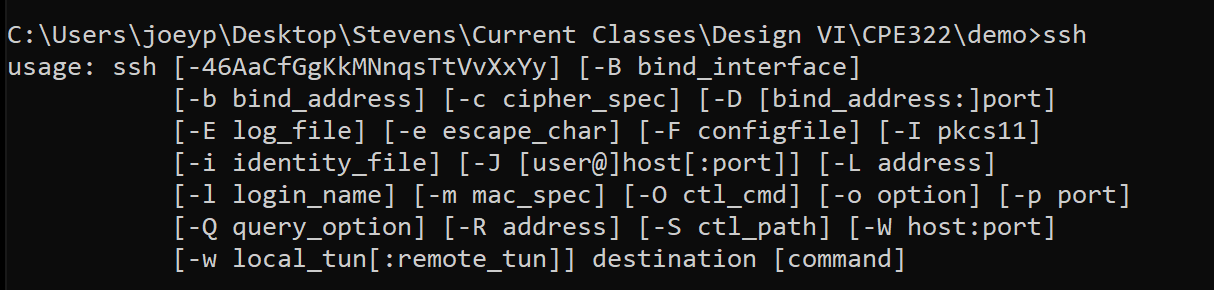 C:\Users\joeyp\Desktop\Stevens\Current Classes\Design VI\CPE322\demo>ssh
usage: ssh [-46AaCfGgKkMNnqsTtVvXxYy] [-B bind_interface]
[-b bind_address] [-c cipher_spec] [-D [bind_address:]port]
[-E log_file] [-e escape_char] [-F configfile] [-I pkcs11]
[-i identity_file] [-J [user@]host[:port]] [-L address]
[-l login_name] [-m mac_spec] [-O ctl_cmd] [-o option] [-p port]
[-Q query_option] [-R address] [-S ctl_path] [-W host:port]
[-w local_tun[:remote_tun]] destination [command]